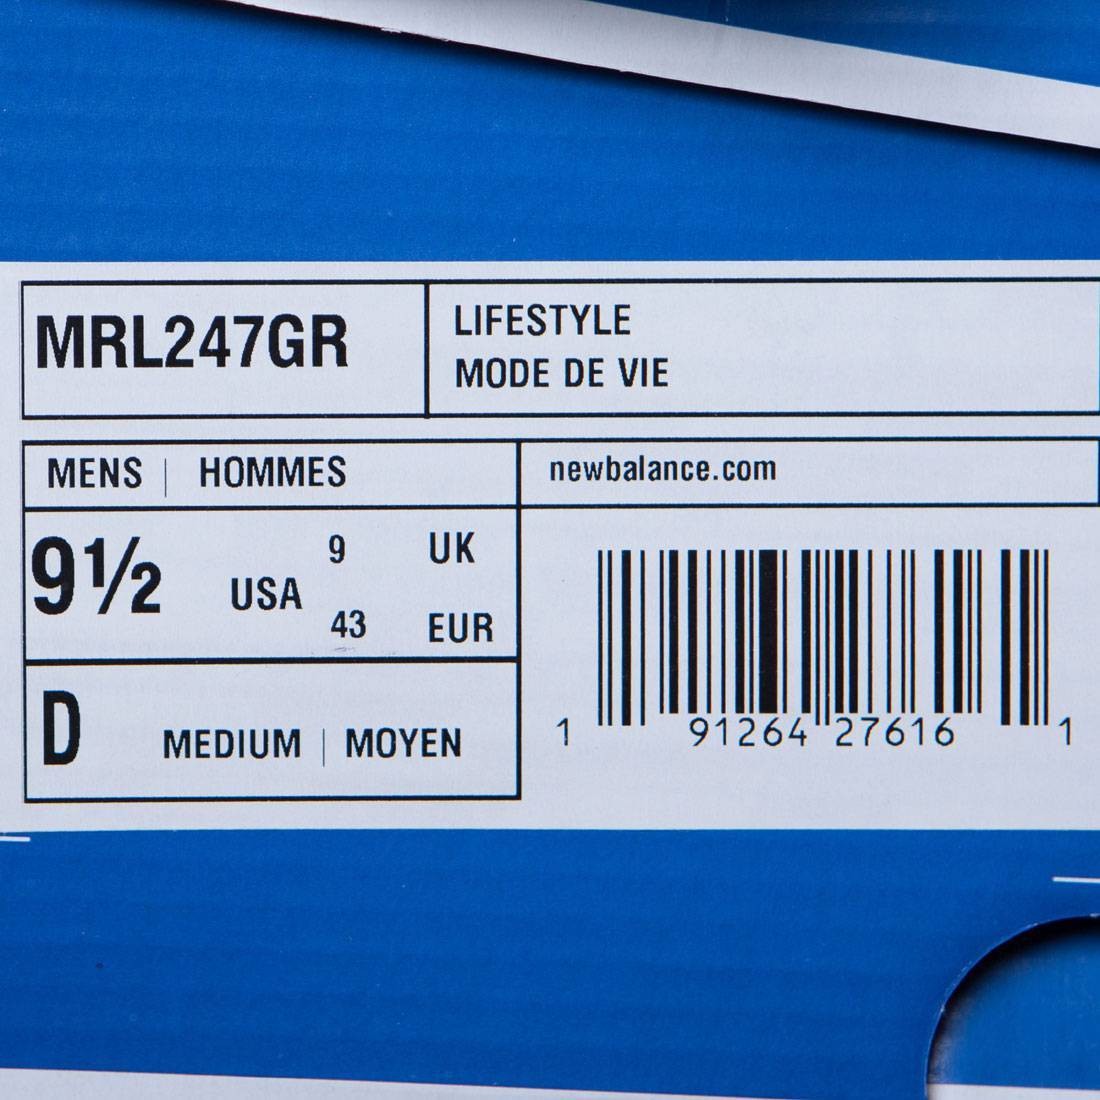 MRL247GR
LIFESTYLE
MODE DE VIE
MENS | HOMMES
newbalance.com
9½ USA
9 UK
43 EUR
D MEDIUM | MOYEN
1 91264 27616 1